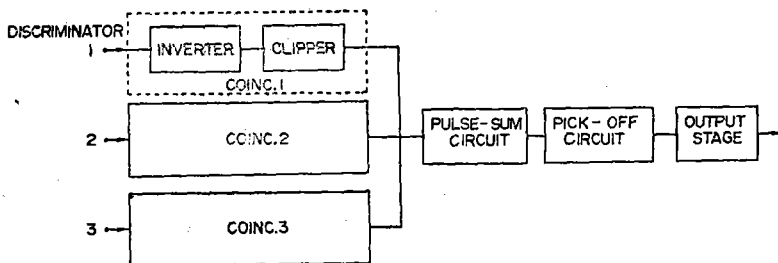 DISCRIMINATOR
1
INVERTER
CLIPPER
COINC.1
2
COINC.2
PULSE-SUM
CIRCUIT
PICK-OFF
CIRCUIT
OUTPUT
STAGE
3
COINC.3